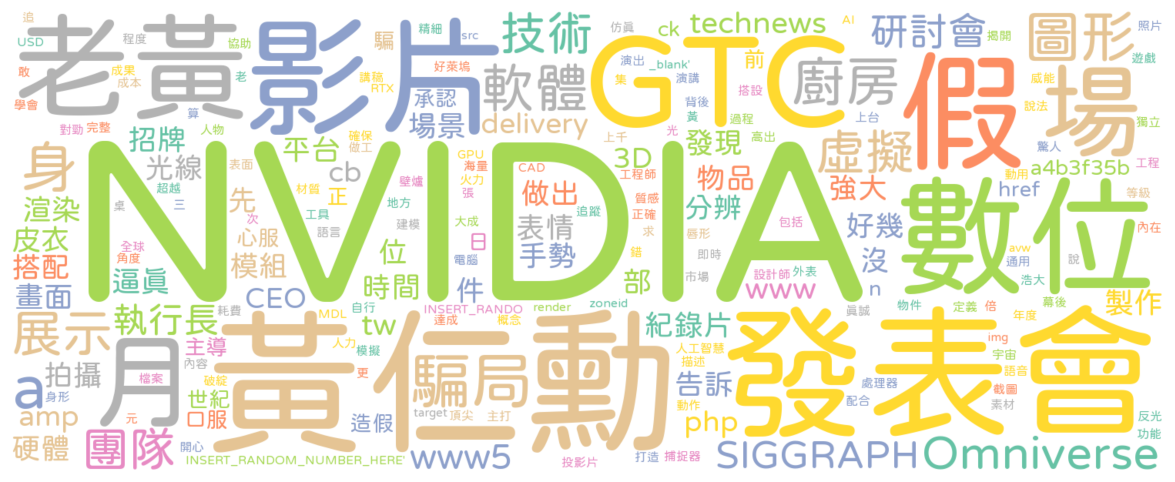 追
USD
程度
協助
老黃
敢
成果
成本
學會
老
影片
騙
精細
src
講稿
RTX
好萊塢
承認
場景
算
技術
軟體
delivery
仿真
演出
_blank'
集
演講
GTC
ck
technews
背後
黃
搭設
過程
高出
前
AI
廚房
上台
研討會
揭開
威能
說法
假
驚人
圖形
照片
遊戲
場
獨立
工程
對勁
完整
招牌
人物
身
光線
超越
桌
三
表面
確保
做工
平台
cb
正
材質
工具
語言
次
先
心服
模組
全球
角度
渲染
皮衣
搭配
逼真
畫面
壁爐
地方
建模
位
時間
電腦
GPU
海量
火力
張
大成
日
件
CAD
工程師
上千
光
3D
做出
表情
手勢
質感
正確
追蹤
求
錯
唇形
即時
部
市場
發現
物品
分辨
包括
設計師
外表
www
虛擬
強大
好幾
沒
n
動用
a4b3f35b
href
等級
內在
avw
通用
說
浩大
幕後
NVIDIA
數位
CEO
耗費
MDL
自行
人力
模擬
tw
INSERT_RANDO
達成
概念
render
zoneid
展示
執行長
主導
內容
月
破綻
世紀
口服
檔案
身形
拍攝
a
amp
硬體
團隊
元
開心
造假
黃仁勳
騙局
更
target
頂尖
主打
www5
INSERT_RANDOM_NUMBER_HERE'
投影片
打造
捕捉器
紀錄片
人工智慧
描述
告訴
動作
php
發表會
物件
定義
倍
年度
製作
img
宇宙
語音
截圖
素材
處理器
配合
真誠
反光
功能
SIGGRAPH
Omniverse